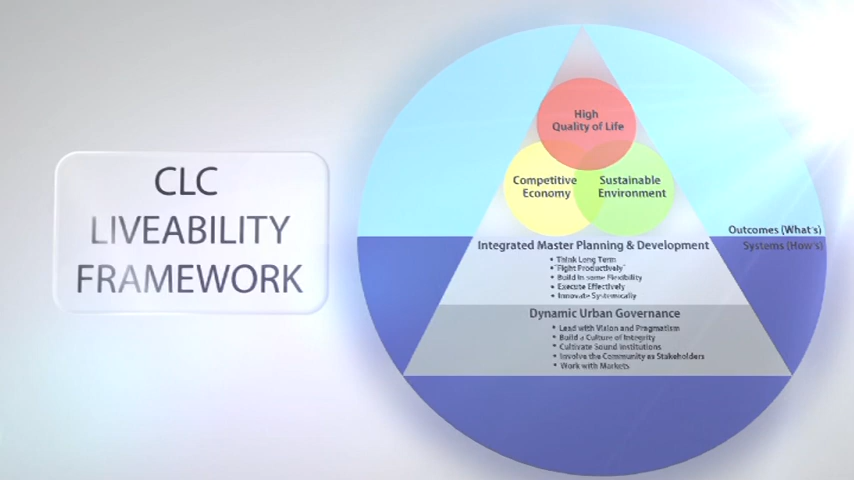 CLC
LIVEABILITY
FRAMEWORK
High
Quality of Life
Competitive
Economy
Sustainable
Environment
Outcomes (What's)
Systems (How's)
Integrated Master Planning & Development
• Think Long Term
• "Fight Productively"
• Build in some Flexibility
• Execute Effectively
• Innovate Systemically
Dynamic Urban Governance
• Lead with Vision and Pragmatism
• Build a Culture of Integrity
• Cultivate Sound Institutions
• Involve the Community as Stakeholders
• Work with Markets